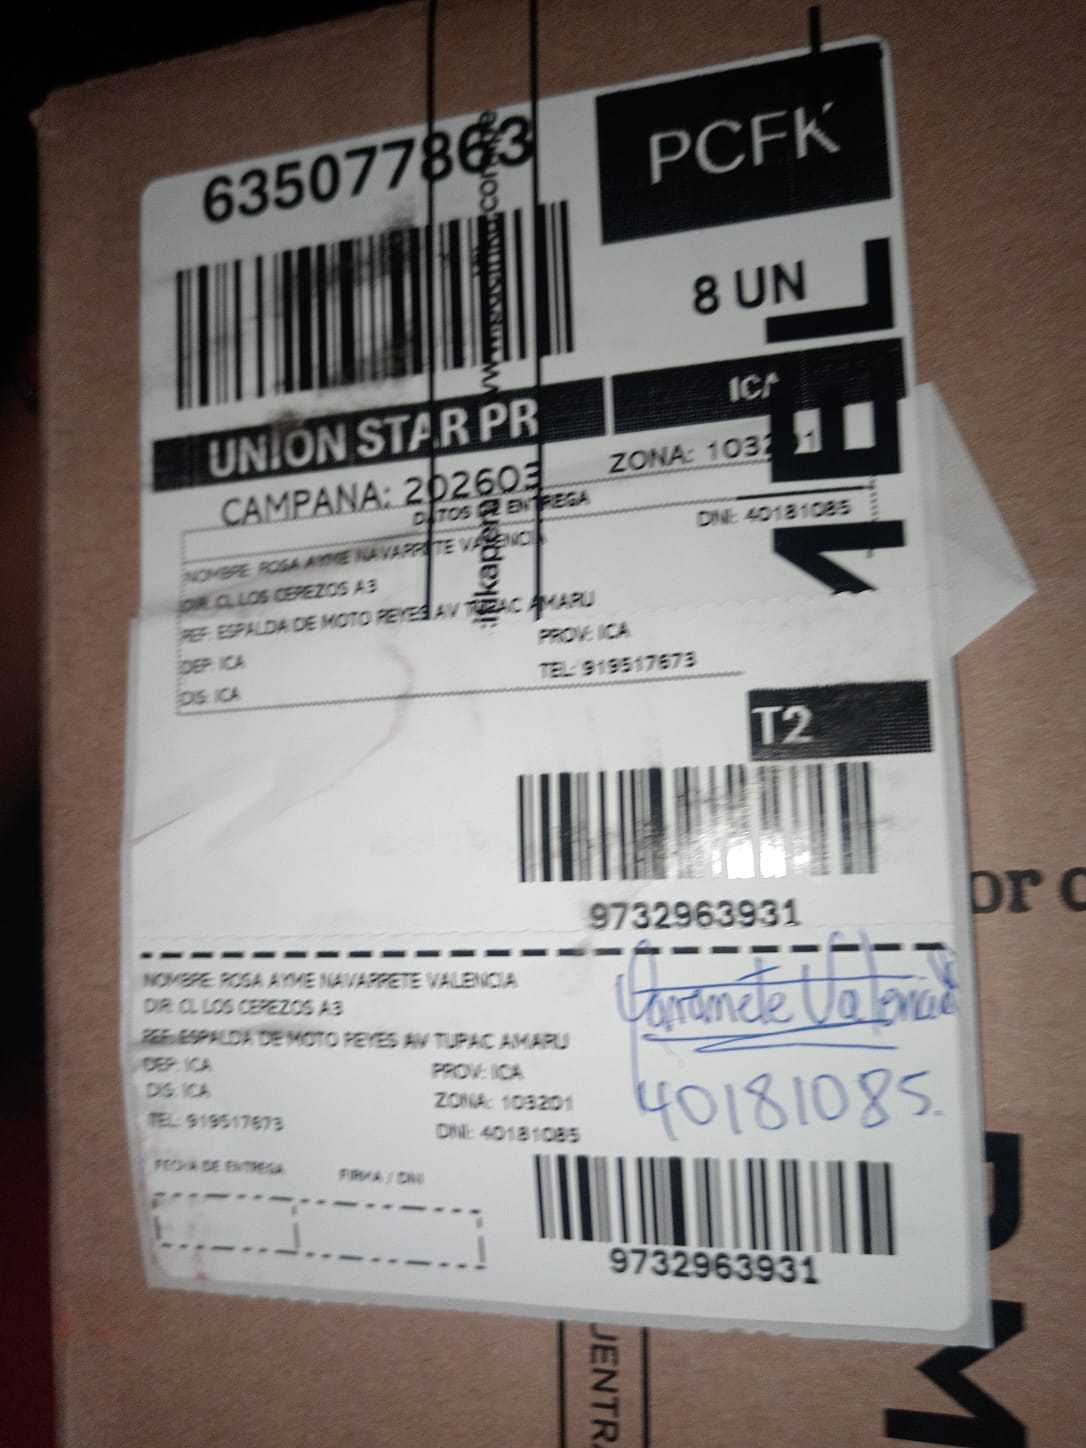 635077863
PCFK
8 UN
UNION STAR PR
ICA
CAMPANA: 202603
ZONA: 103201
DATOS DE ENTREGA
DNI: 40181085
NOMBRE: ROSA AYME NAVARRETE VALENCIA
DIR: CL LOS CEREZOS A3
REF: ESPALDA DE MOTO REYES AV TUPAC AMARU
DEP: ICA
PROV: ICA
DIS: ICA
TEL: 919517673
T2
9732963931
NOMBRE: ROSA AYME NAVARRETE VALENCIA
DIR: CL LOS CEREZOS A3
REF: ESPALDA DE MOTO REYES AV TUPAC AMARU
DEP: ICA
PROV: ICA
DIS: ICA
ZONA: 103201
TEL: 919517673
DNI: 40181085
Valencia
40181085.
FECHA DE ENTREGA
FIRMA / DNI
9732963931
or